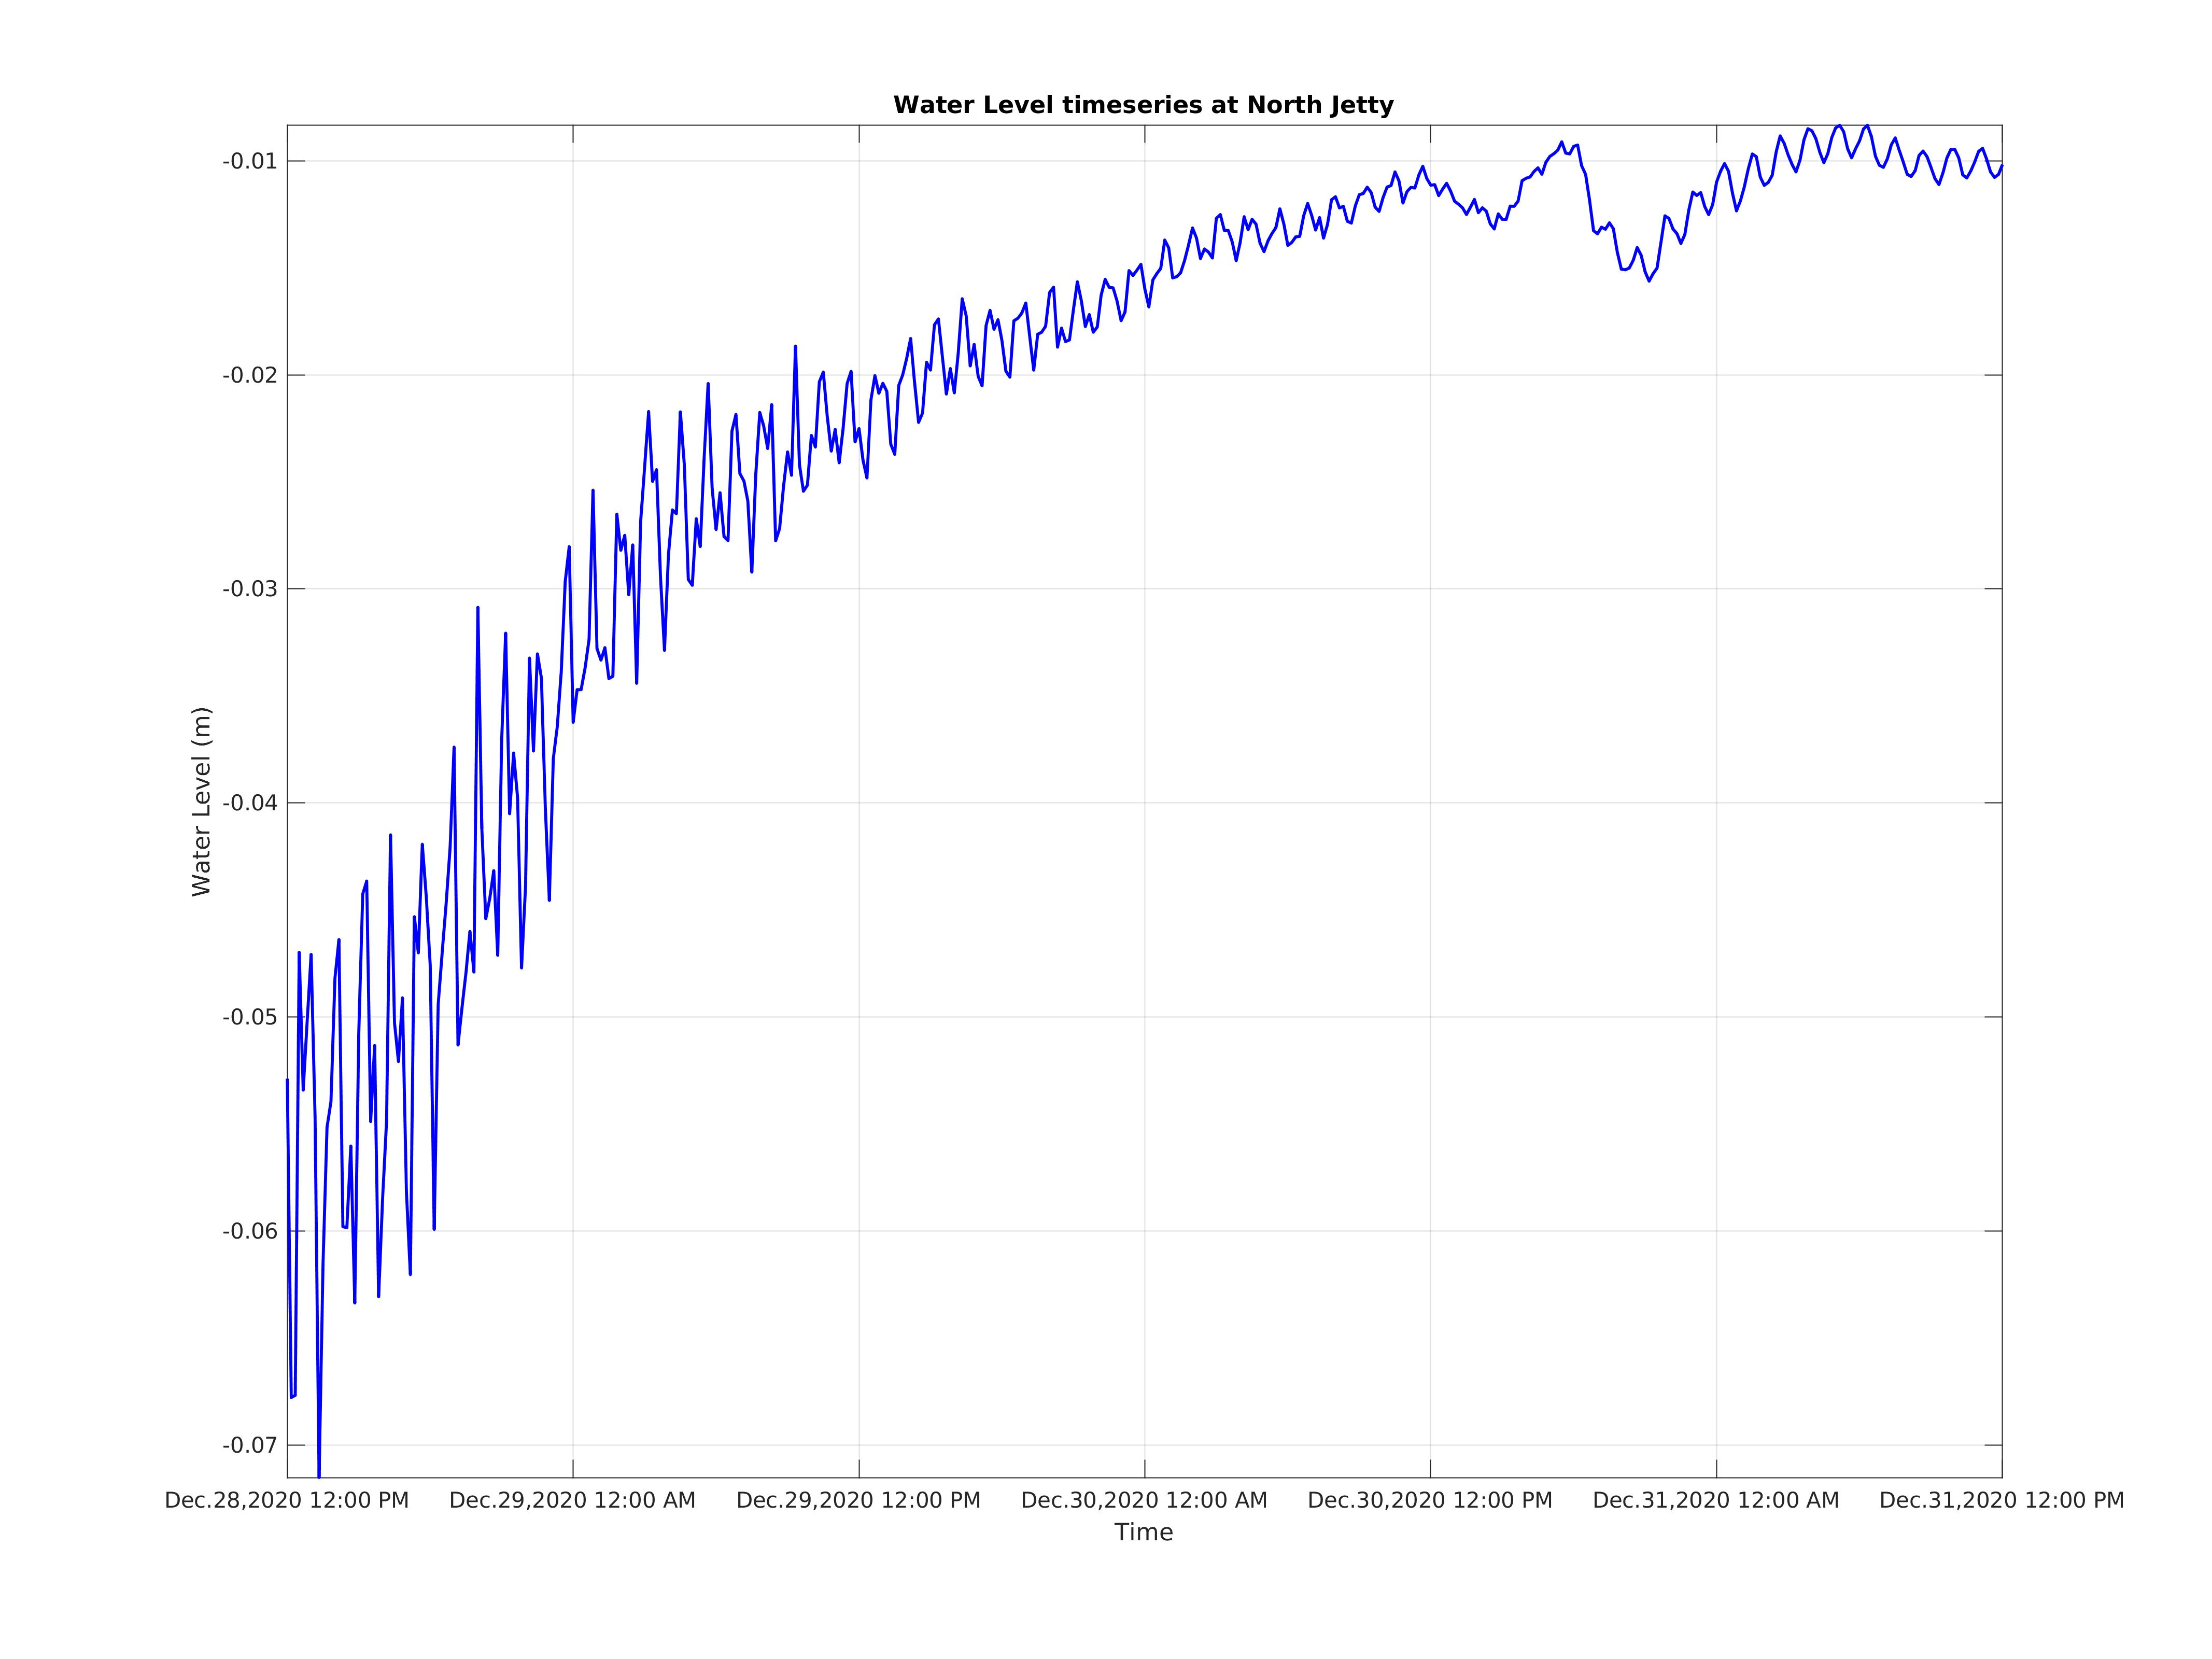 Water Level timeseries at North Jetty
-0.01
-0.02
-0.03
-0.04
-0.05
-0.06
-0.07
Water Level (m)
Dec.28,2020 12:00 PM Dec.29,2020 12:00 AM Dec.29,2020 12:00 PM Dec.30,2020 12:00 AM Dec.30,2020 12:00 PM Dec.31,2020 12:00 AM Dec.31,2020 12:00 PM
Time